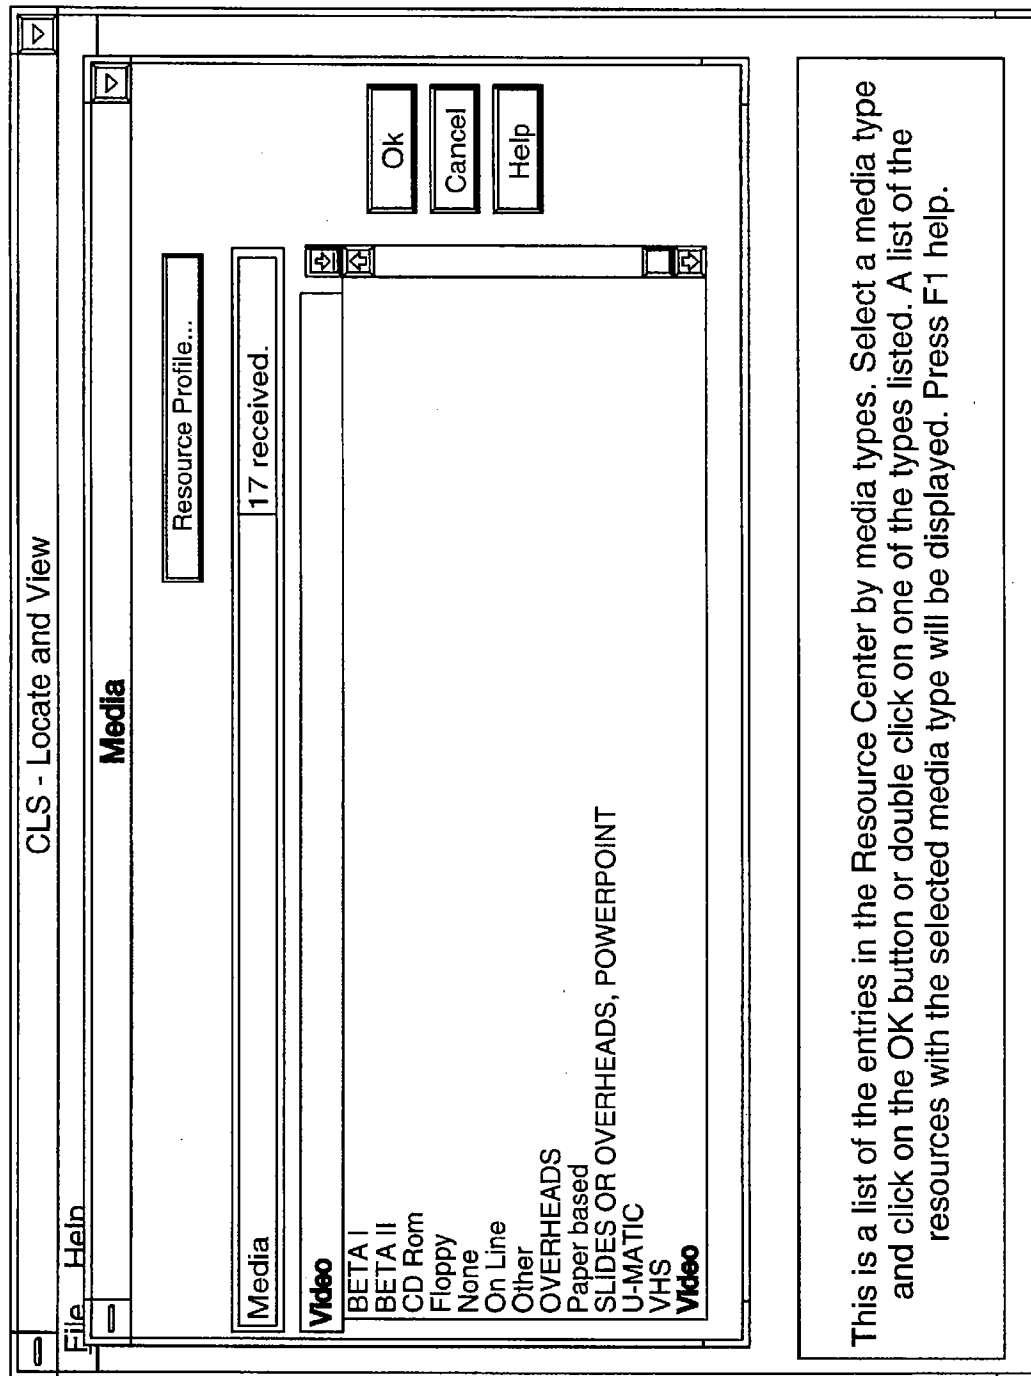 CLS - Locate and View
File Help
Media
Resource Profile...
Media 17 received.
Video
BETA I
BETA II
CD Rom
Floppy
None
On Line
Other
OVERHEADS
Paper based
SLIDES OR OVERHEADS, POWERPOINT
U-MATIC
VHS
Video
Ok
Cancel
Help
This is a list of the entries in the Resource Center by media types. Select a media type
and click on the OK button or double click on one of the types listed. A list of the
resources with the selected media type will be displayed. Press F1 help.